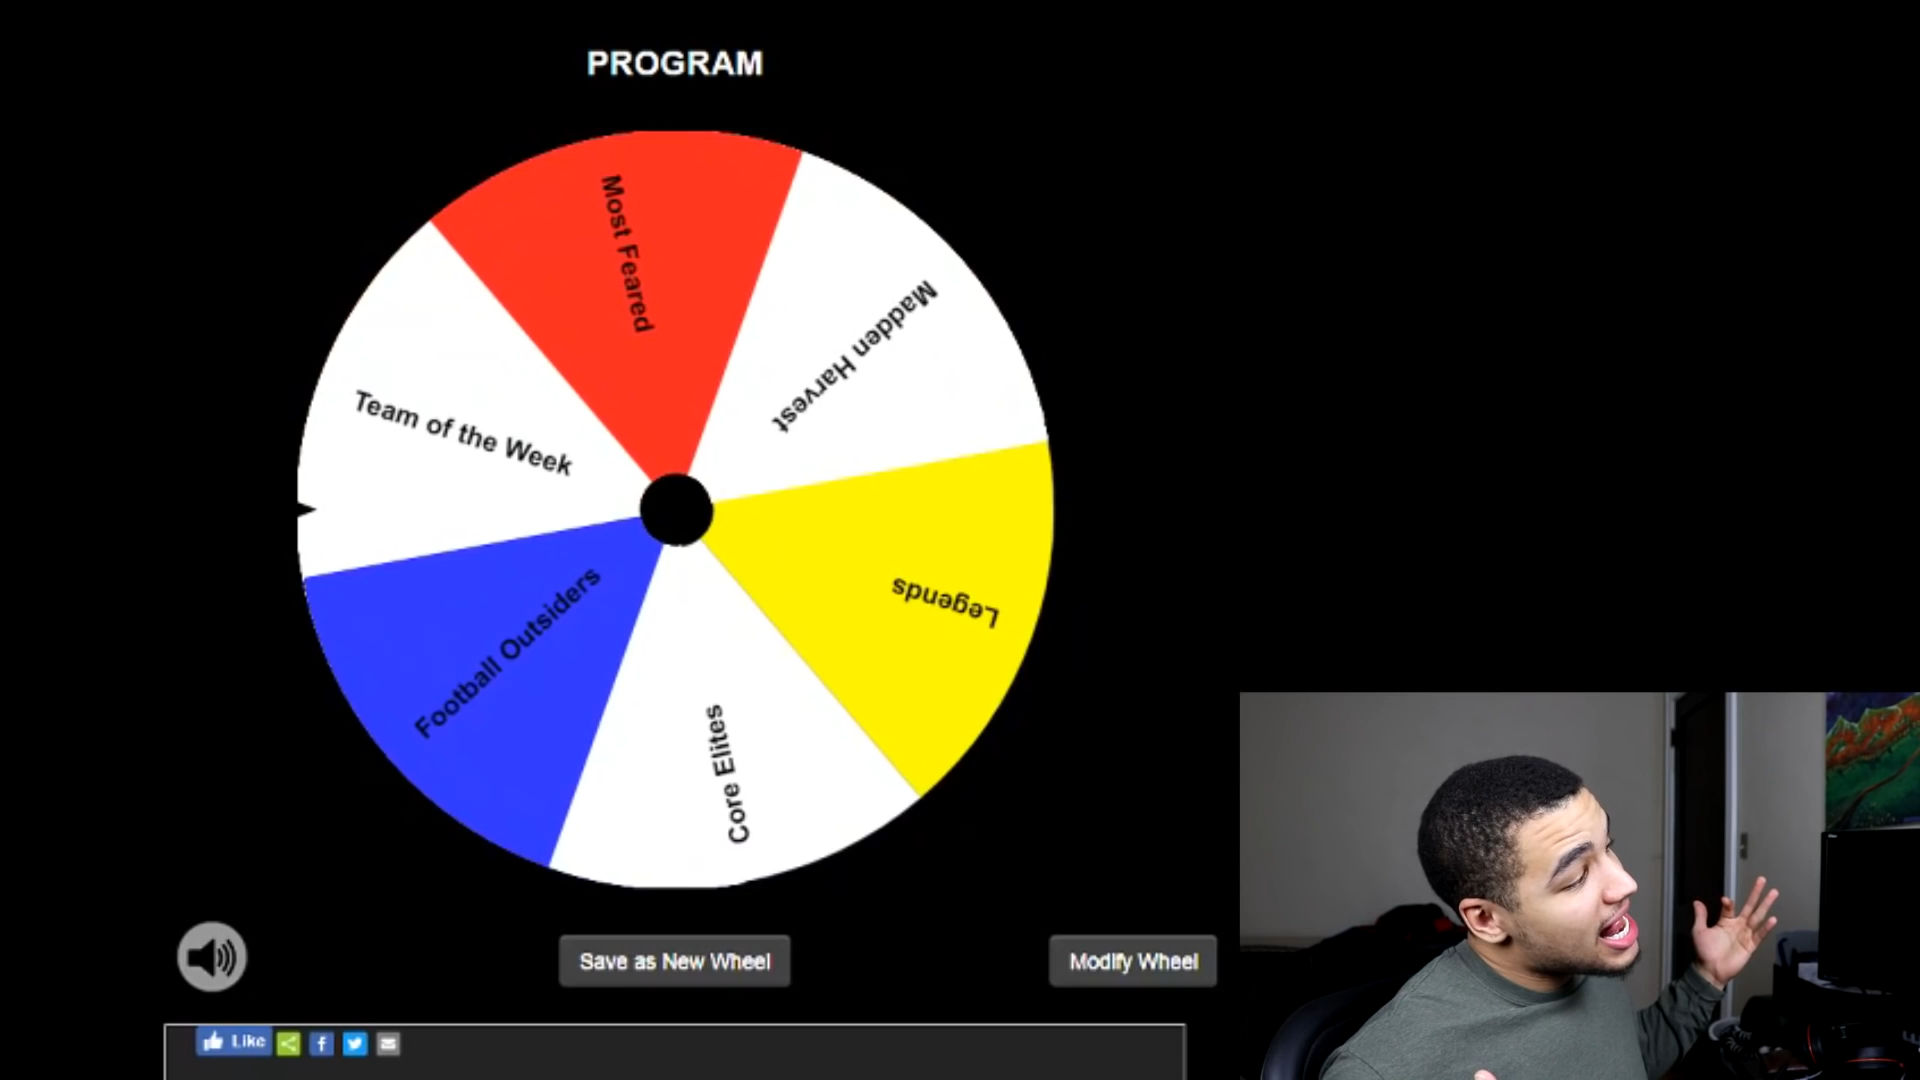 PROGRAM
Most Feared
Madden Harvest
Team of the Week
Legends
Football Outsiders
Core Elites
Save as New Wheel
Modify Wheel
Like